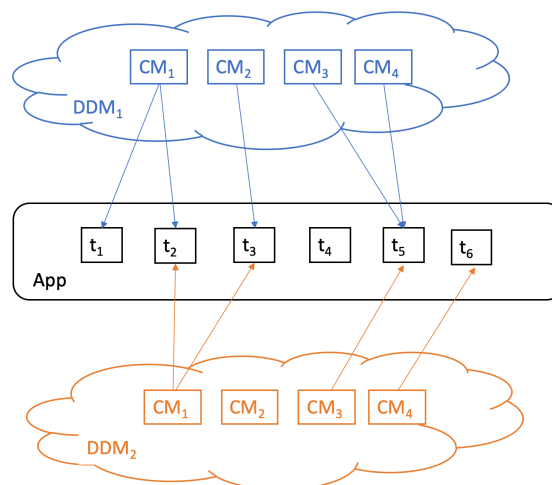 CM₁ CM₂ CM₃ CM₄
DDM₁
t₁ t₂ t₃ t₄ t₅ t₆
App
CM₁ CM₂ CM₃ CM₄
DDM₂